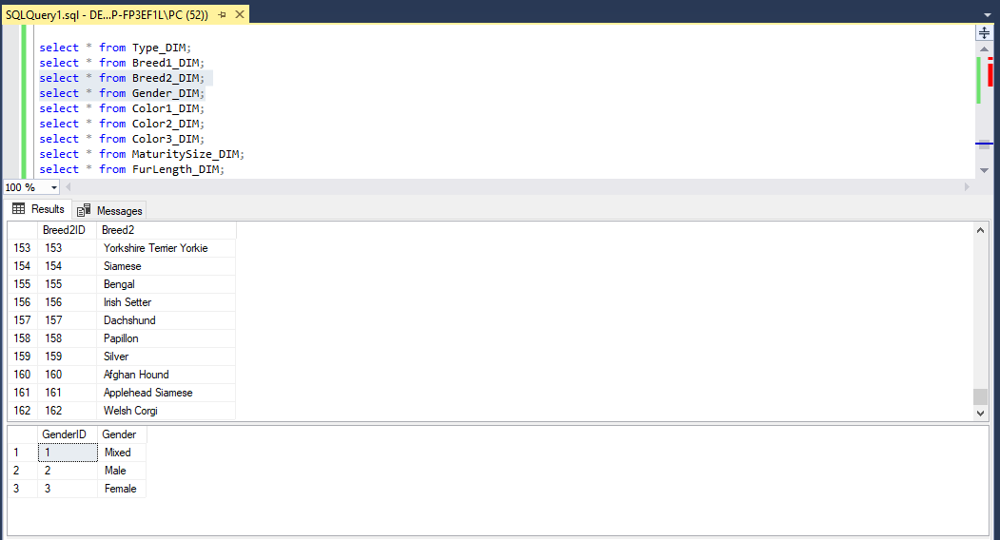 SQLQuery1.sql - DE...P-FP3EF1L\PC (52))
select * from Type_DIM;
select * from Breed1_DIM;
select * from Breed2_DIM;
select * from Gender_DIM;
select * from Color1_DIM;
select * from Color2_DIM;
select * from Color3_DIM;
select * from MaturitySize_DIM;
select * from FurLength_DIM;
100 %
Results Messages
Breed2ID Breed2
153 153 Yorkshire Terrier Yorkie
154 154 Siamese
155 155 Bengal
156 156 Irish Setter
157 157 Dachshund
158 158 Papillon
159 159 Silver
160 160 Afghan Hound
161 161 Applehead Siamese
162 162 Welsh Corgi
GenderID Gender
1 1 Mixed
2 2 Male
3 3 Female